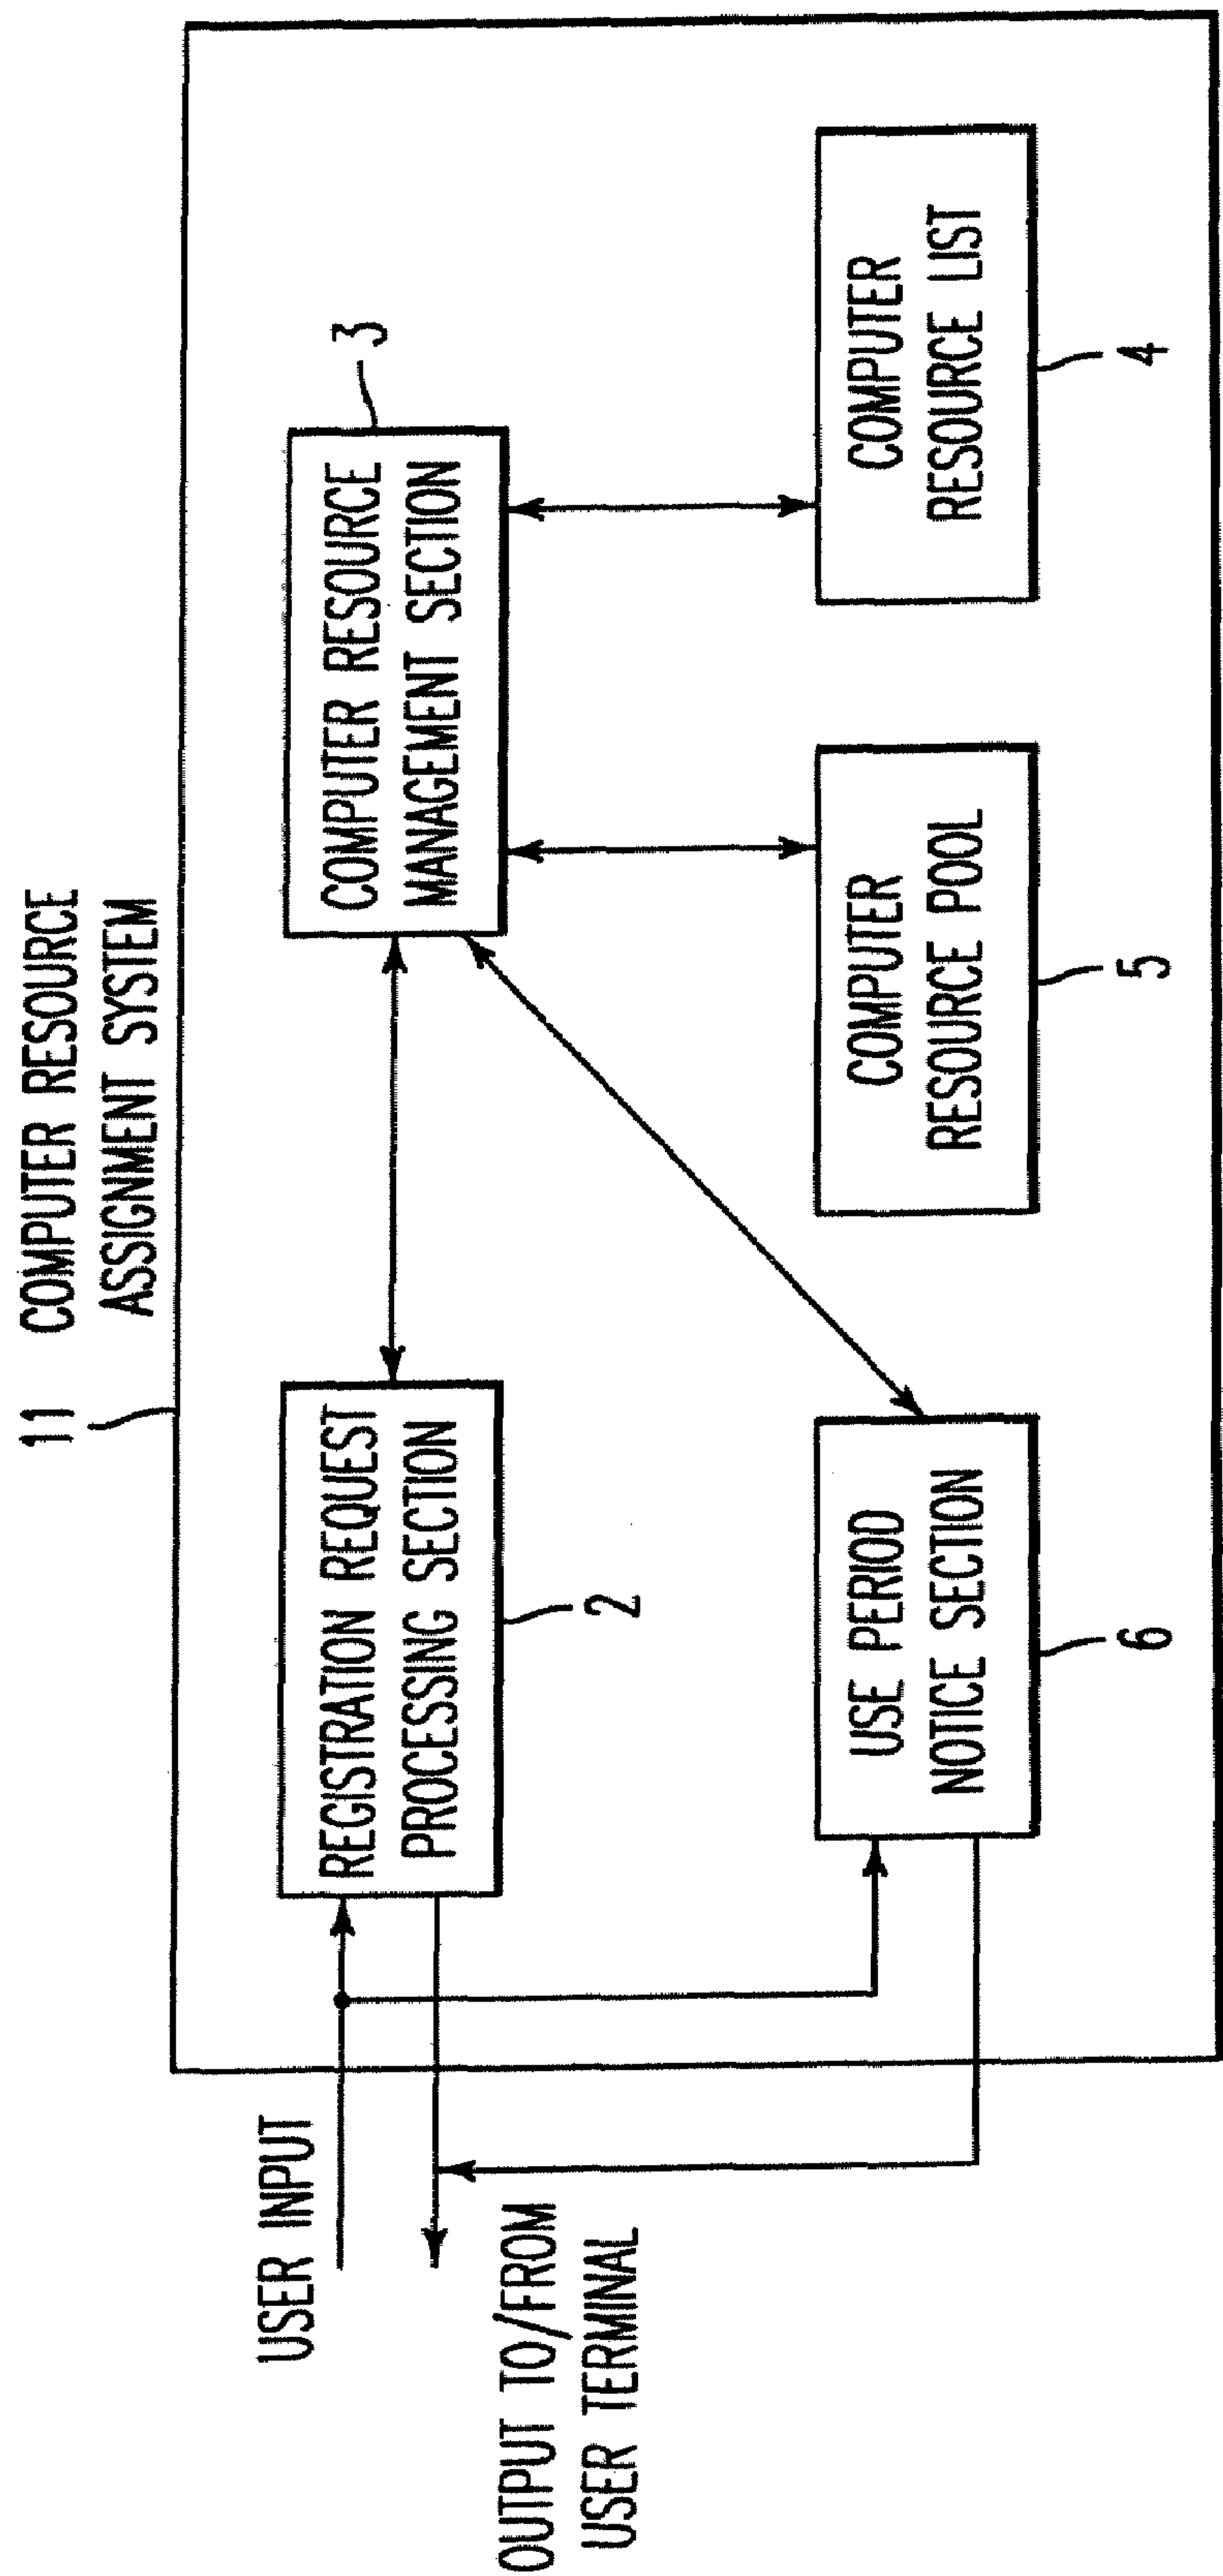 11 COMPUTER RESOURCE
ASSIGNMENT SYSTEM
USER INPUT
OUTPUT TO/FROM
USER TERMINAL
REGISTRATION REQUEST
PROCESSING SECTION
2
COMPUTER RESOURCE
MANAGEMENT SECTION
3
USE PERIOD
NOTICE SECTION
6
COMPUTER
RESOURCE POOL
5
COMPUTER
RESOURCE LIST
4